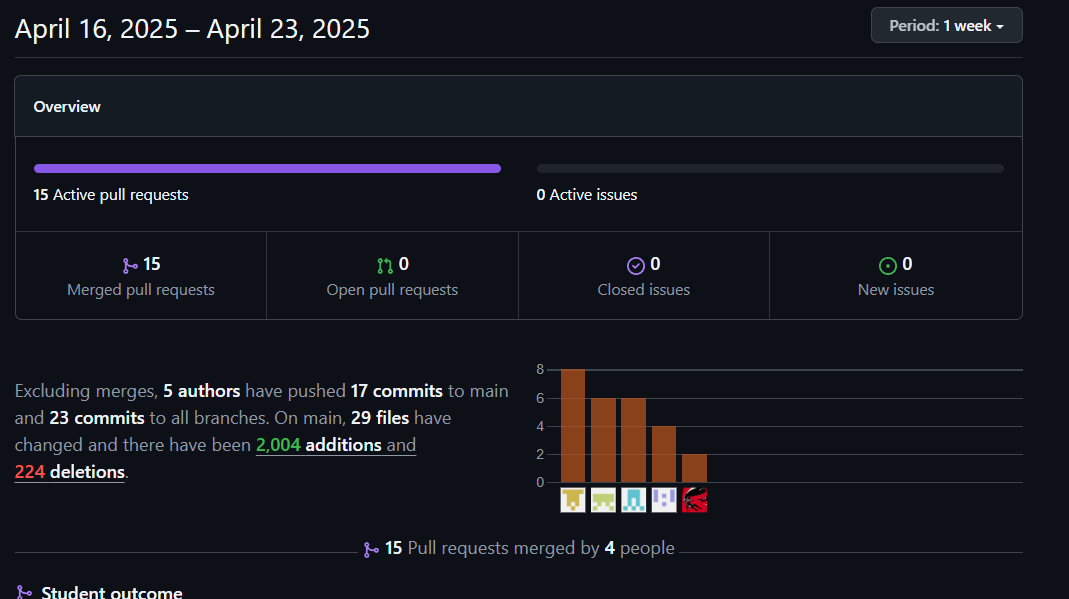 April 16, 2025 – April 23, 2025
Period: 1 week
Overview
15 Active pull requests
0 Active issues
15
Merged pull requests
0
Open pull requests
0
Closed issues
0
New issues
Excluding merges, 5 authors have pushed 17 commits to main
and 23 commits to all branches. On main, 29 files have
changed and there have been 2,004 additions and
224 deletions.
8
6
4
2
0
15 Pull requests merged by 4 people
Student outcome